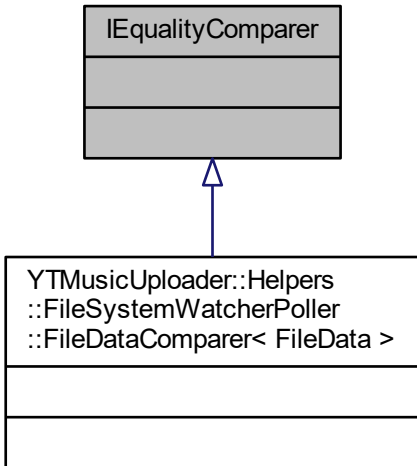 IEqualityComparer
YTMusicUploader::Helpers
::FileSystemWatcherPoller
::FileDataComparer< FileData >